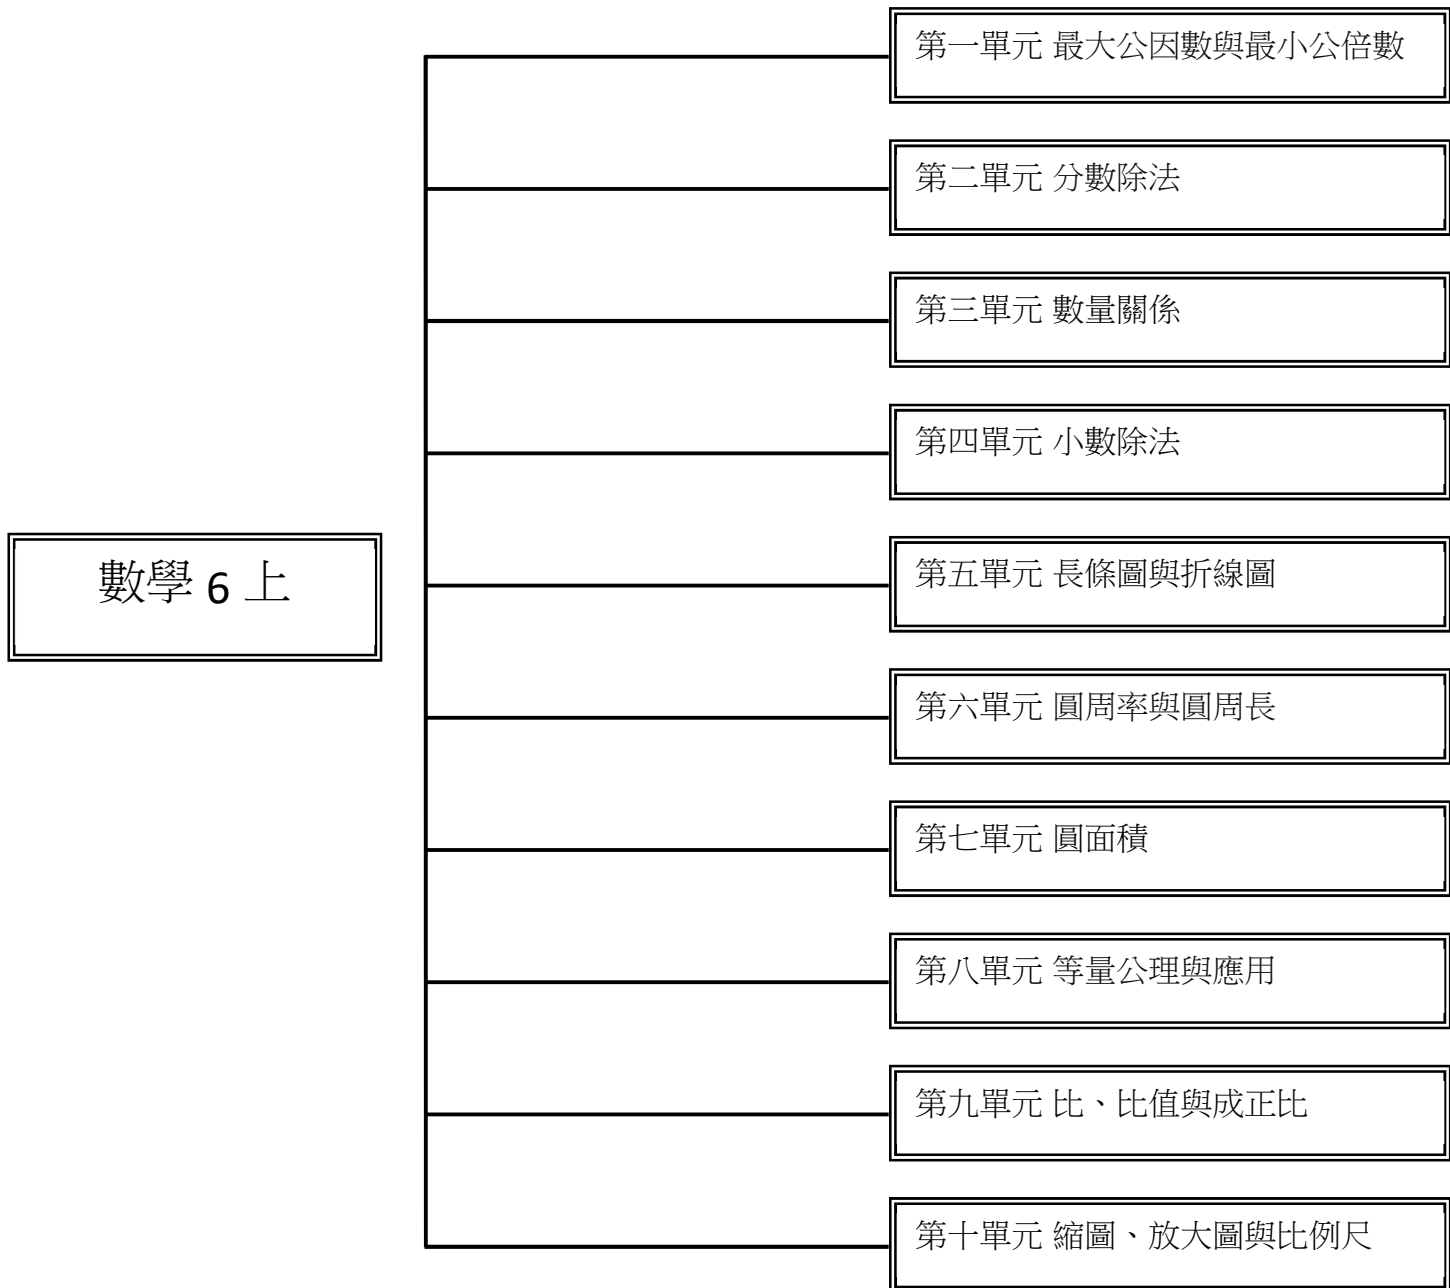 第一單元 最大公因數與最小公倍數
第二單元 分數除法
第三單元 數量關係
第四單元 小數除法
數學 6 上
第五單元 長條圖與折線圖
第六單元 圓周率與圓周長
第七單元 圓面積
第八單元 等量公理與應用
第九單元 比、比值與成正比
第十單元 縮圖、放大圖與比例尺